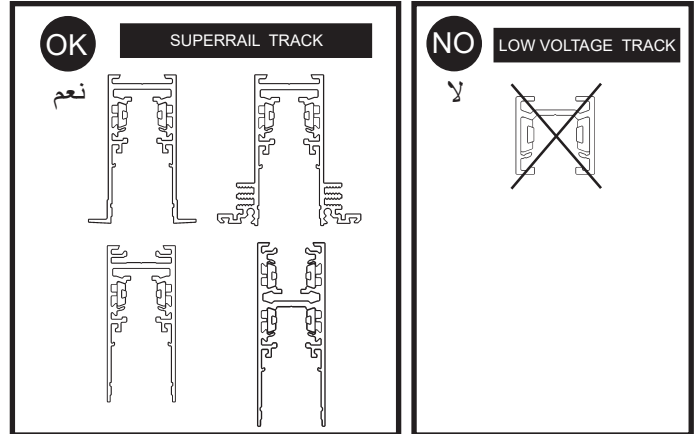 OK
SUPERRAIL TRACK
نعم
NO
LOW VOLTAGE TRACK
لا